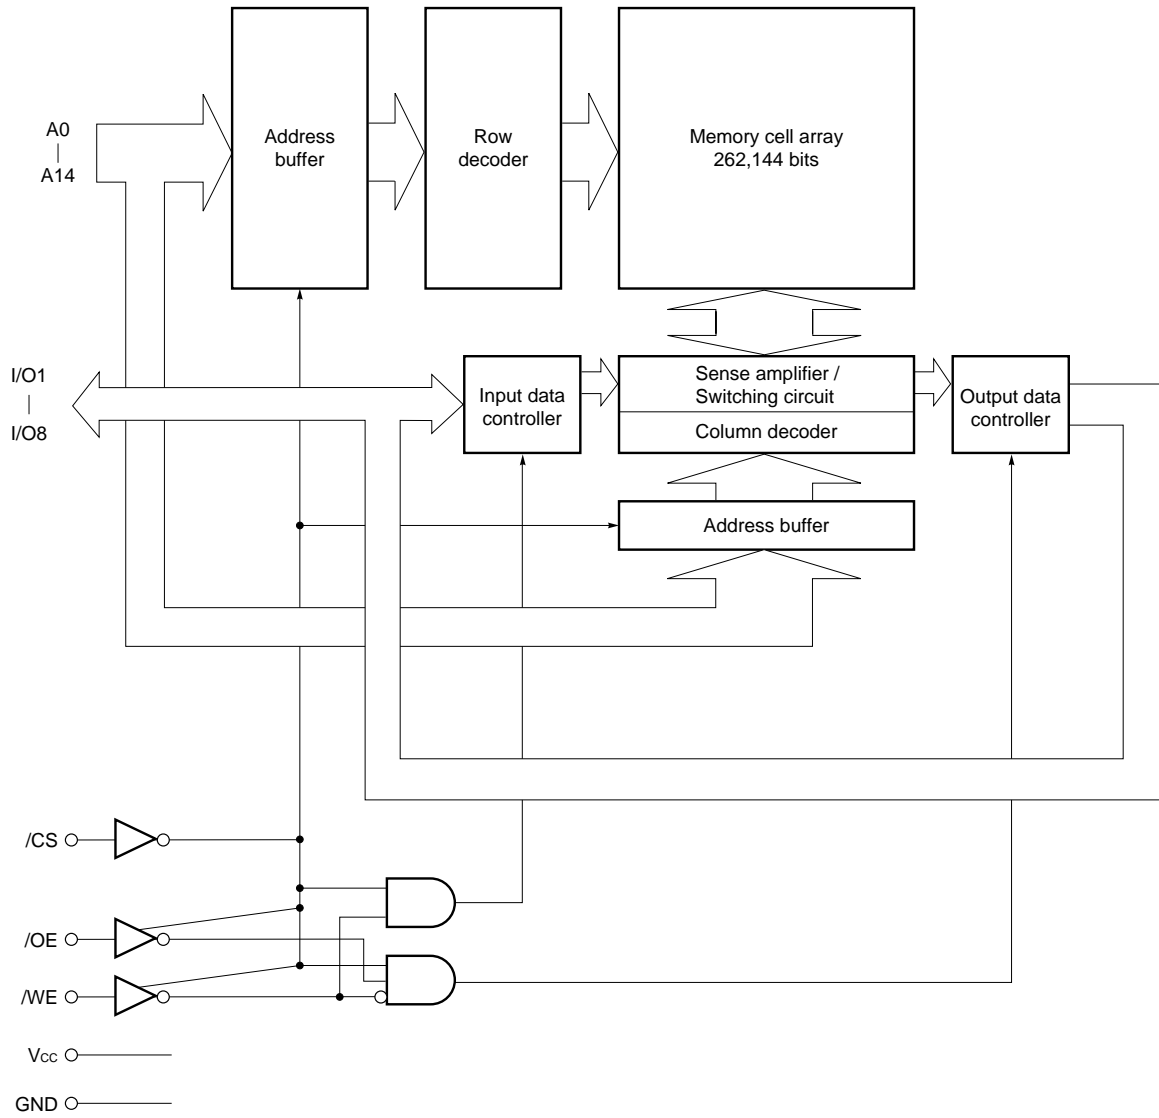 A0
|
A14
Address
buffer
Row
decoder
Memory cell array
262,144 bits
I/O1
|
I/O8
Input data
controller
Sense amplifier /
Switching circuit
Column decoder
Output data
controller
Address buffer
/CS
/OE
/WE
VCC
GND